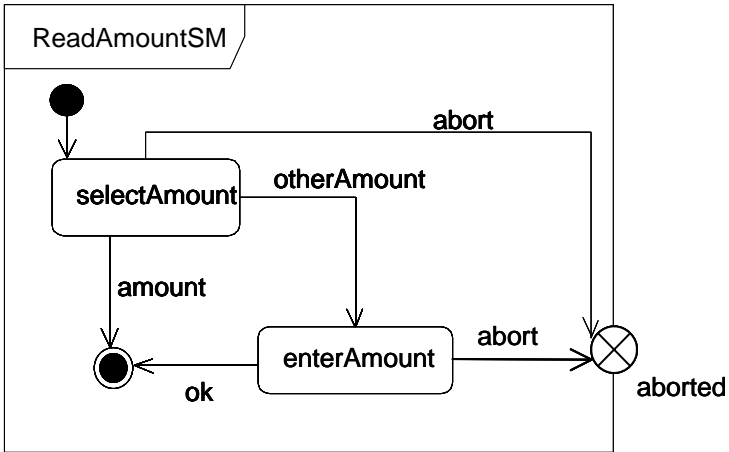 ReadAmountSM
abort
selectAmount
otherAmount
amount
enterAmount
abort
ok
aborted